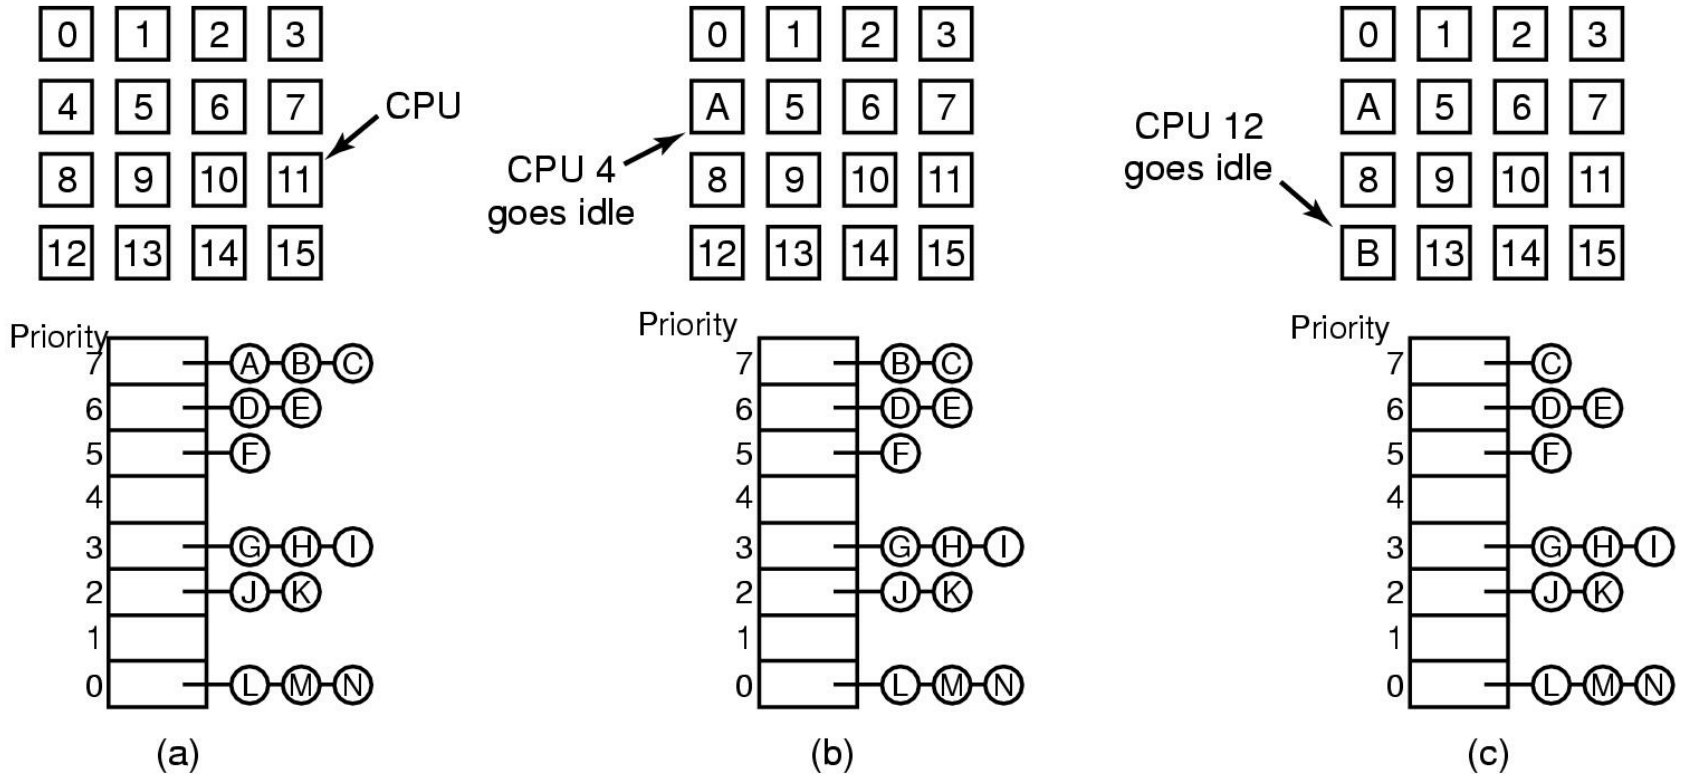 0 1 2 3
4 5 6 7
CPU
8 9 10 11
12 13 14 15
Priority
7 A B C
6 D E
5 F
4
3 G H I
2 J K
1
0 L M N
(a)
0 1 2 3
A 5 6 7
CPU 4
goes idle
8 9 10 11
12 13 14 15
Priority
7 B C
6 D E
5 F
4
3 G H I
2 J K
1
0 L M N
(b)
0 1 2 3
A 5 6 7
CPU 12
goes idle
8 9 10 11
B 13 14 15
Priority
7 C
6 D E
5 F
4
3 G H I
2 J K
1
0 L M N
(c)